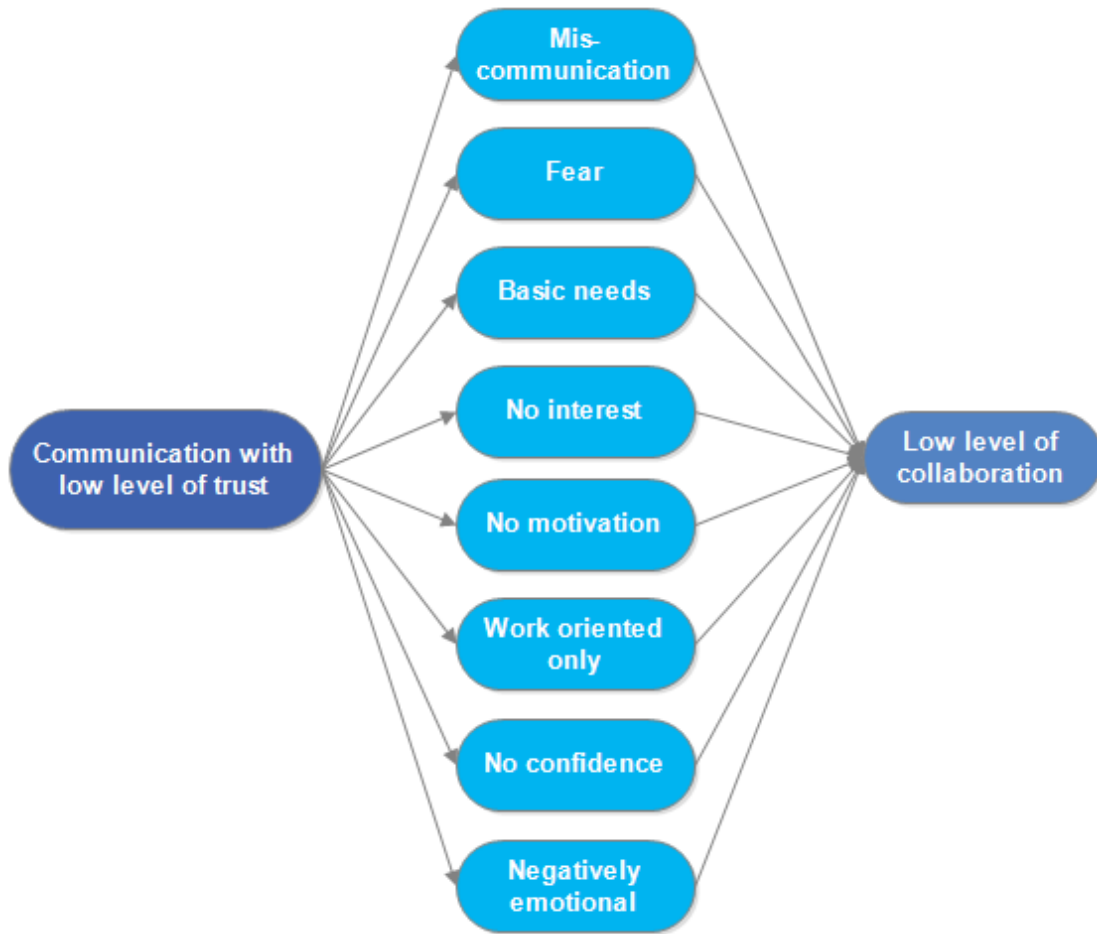 Mis-
communication
Fear
Basic needs
No interest
Communication with
low level of trust
Low level of
collaboration
No motivation
Work oriented
only
No confidence
Negatively
emotional